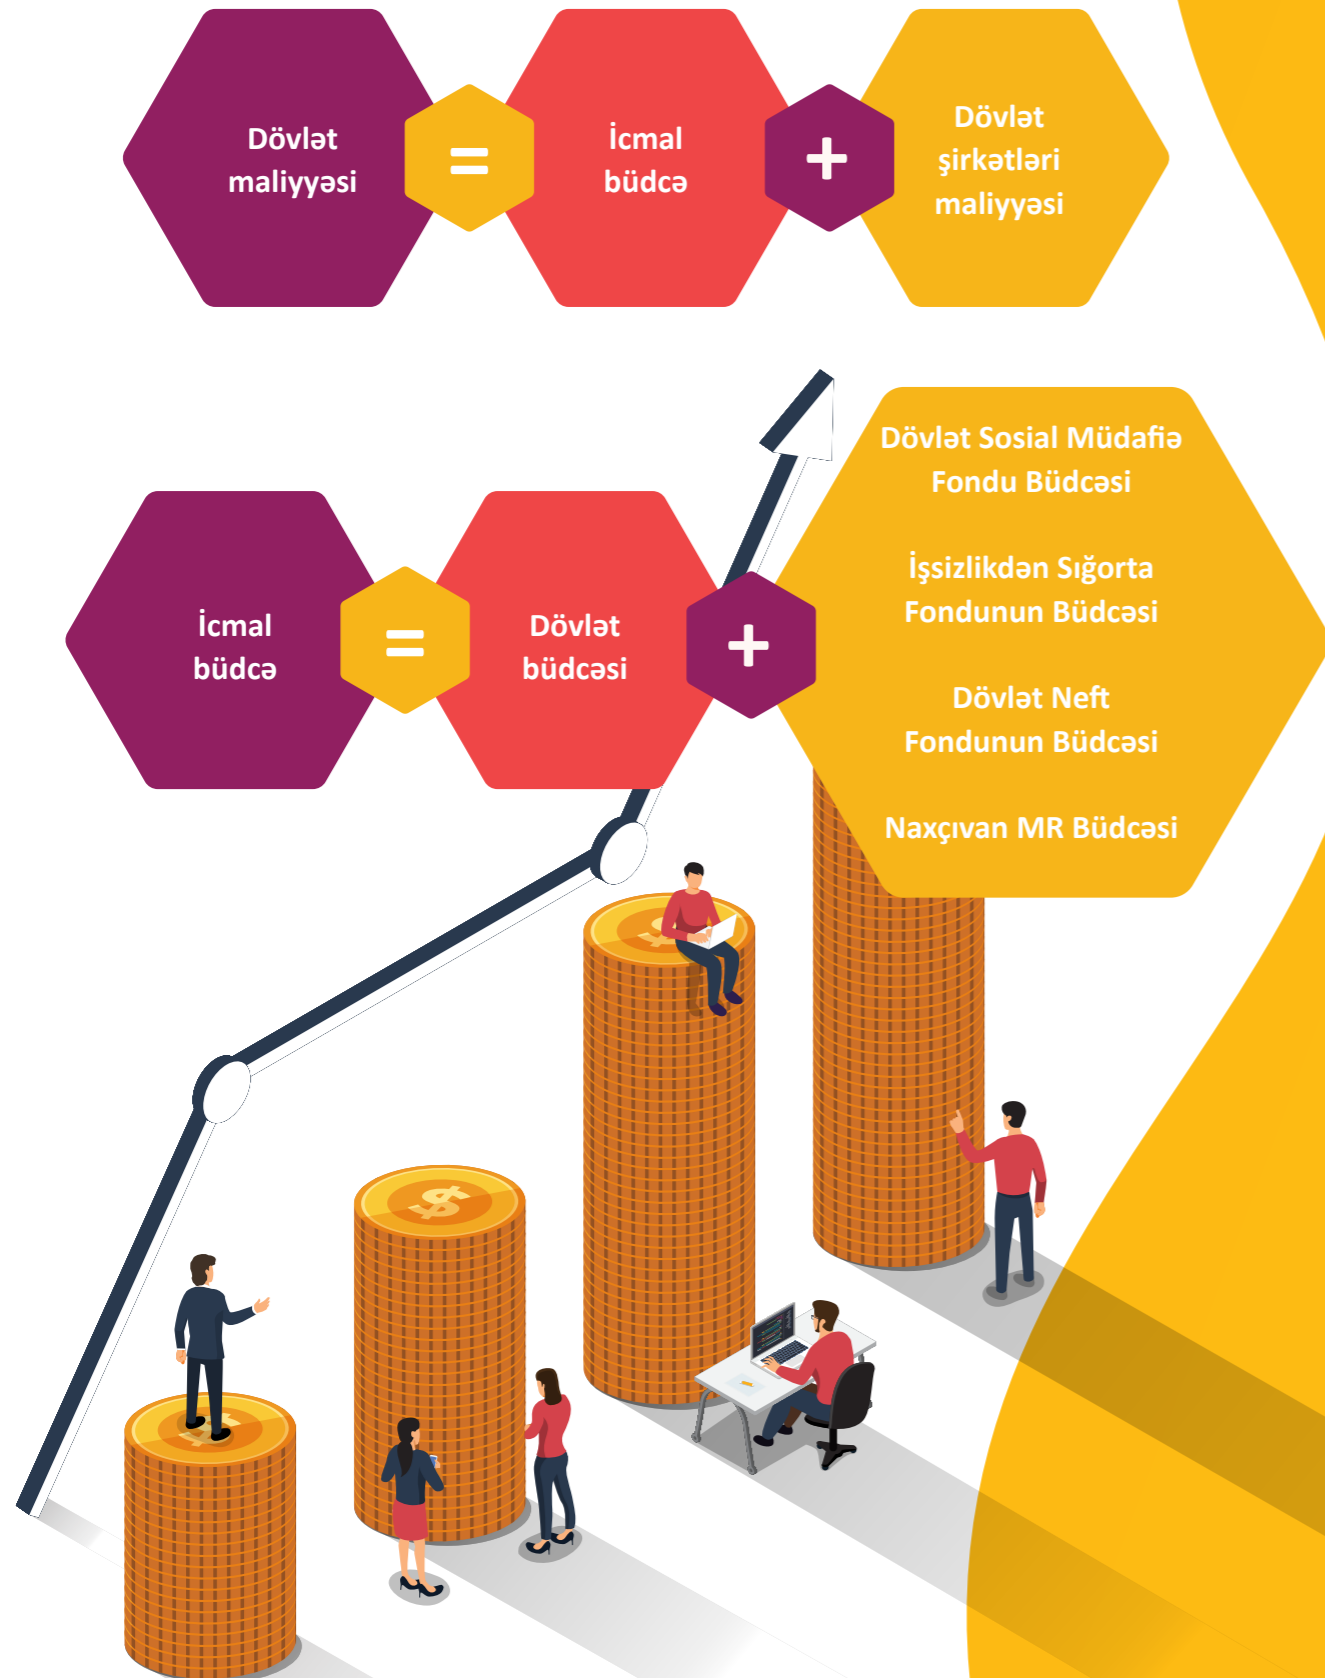 Dövlət
maliyyəsi
=
İcmal
büdcə
+
Dövlət
şirkətləri
maliyyəsi
İcmal
büdcə
=
Dövlət
büdcəsi
+
Dövlət Sosial Müdafiə
Fondu Büdcəsi
İşsizlikdən Sığorta
Fondunun Büdcəsi
Dövlət Neft
Fondunun Büdcəsi
Naxçıvan MR Büdcəsi
$
$
$